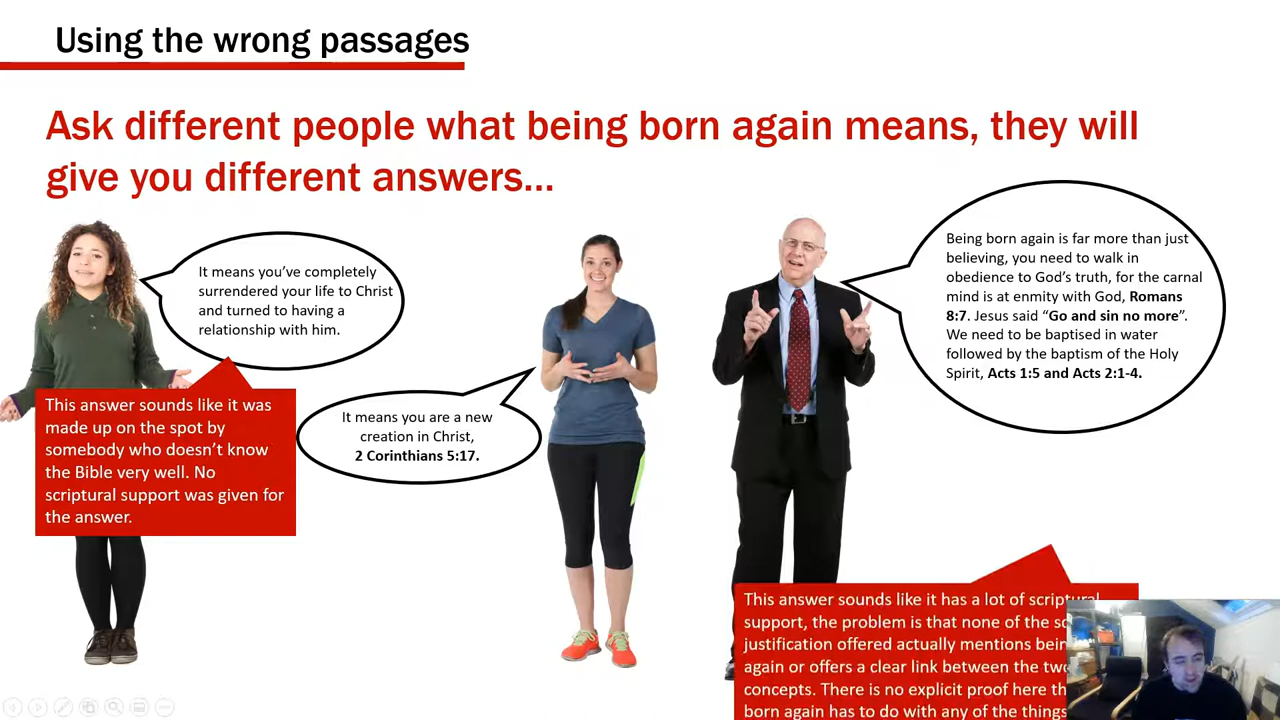 Using the wrong passages
Ask different people what being born again means, they will
give you different answers...
It means you've completely
surrendered your life to Christ
and turned to having a
relationship with him.
This answer sounds like it was
made up on the spot by
somebody who doesn't know
the Bible very well. No
scriptural support was given for
the answer.
It means you are a new
creation in Christ,
2 Corinthians 5:17.
Being born again is far more than just
believing, you need to walk in
obedience to God's truth, for the carnal
mind is at enmity with God, Romans
8:7. Jesus said “Go and sin no more”.
We need to be baptised in water
followed by the baptism of the Holy
Spirit, Acts 1:5 and Acts 2:1-4.
This answer sounds like it has a lot of scriptural
support, the problem is that none of the
justification offered actually mentions
again or offers a clear link between the
concepts. There is no explicit proof here
born again has to do with any of the things